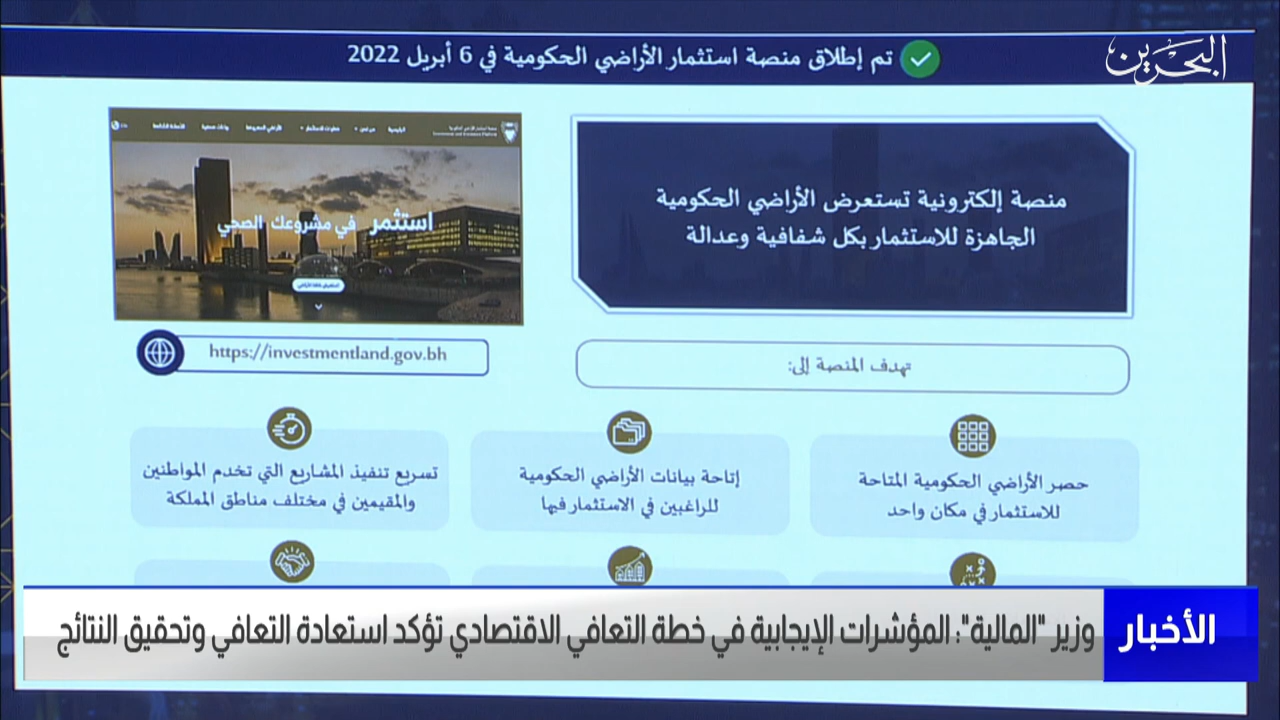 البحرين
تم إطلاق منصة استثمار الأراضي الحكومية في 6 أبريل 2022
منصة إلكترونية تستعرض الأراضي الحكومية
الجاهزة للاستثمار بكل شفافية وعدالة
استثمر في مشروعك الصحي
https://investmentland.gov.bh
تهدف المنصة إلى:
حصر الأراضي الحكومية المتاحة
للاستثمار في مكان واحد
إتاحة بيانات الأراضي الحكومية
للراغبين في الاستثمار فيها
تسريع تنفيذ المشاريع التي تخدم المواطنين
والمقيمين في مختلف مناطق المملكة
الأخبار
وزير "المالية": المؤشرات الإيجابية في خطة التعافي الاقتصادي تؤكد استعادة التعافي وتحقيق النتائج